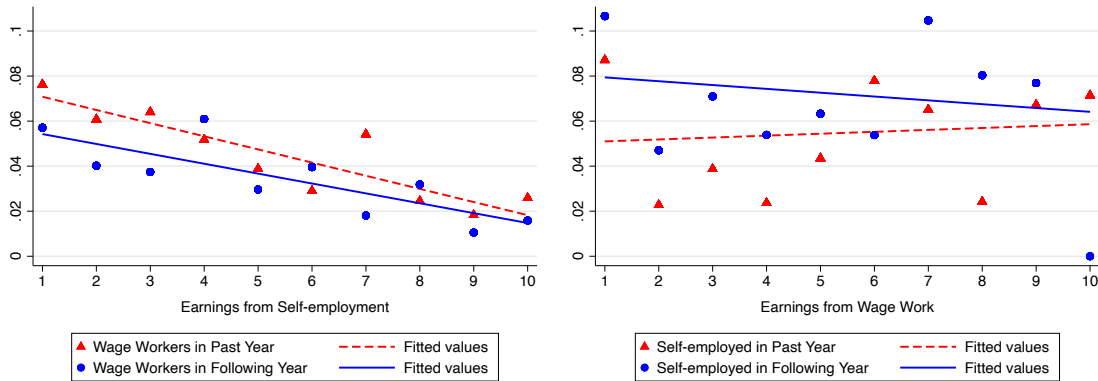 .1
.08
.06
.04
.02
0
1 2 3 4 5 6 7 8 9 10
Earnings from Self-employment
Wage Workers in Past Year Fitted values
Wage Workers in Following Year Fitted values
.1
.08
.06
.04
.02
0
1 2 3 4 5 6 7 8 9 10
Earnings from Wage Work
Self-employed in Past Year Fitted values
Self-employed in Following Year Fitted values